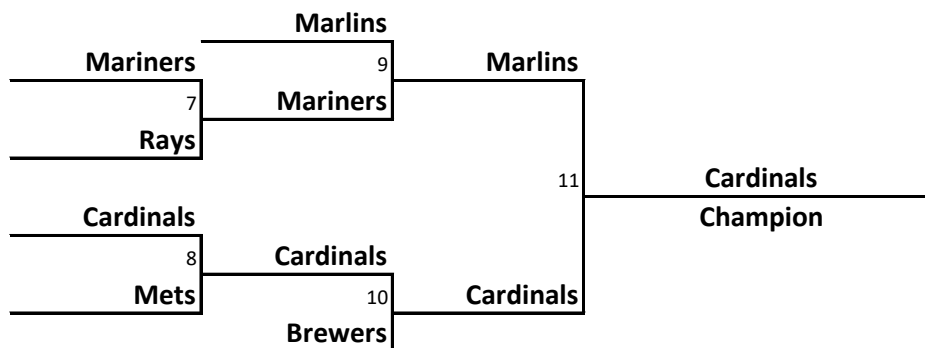 Marlins
Mariners
9
Marlins
7
Mariners
Rays
11
Cardinals
Cardinals
Champion
8
Cardinals
Mets
10
Cardinals
Brewers